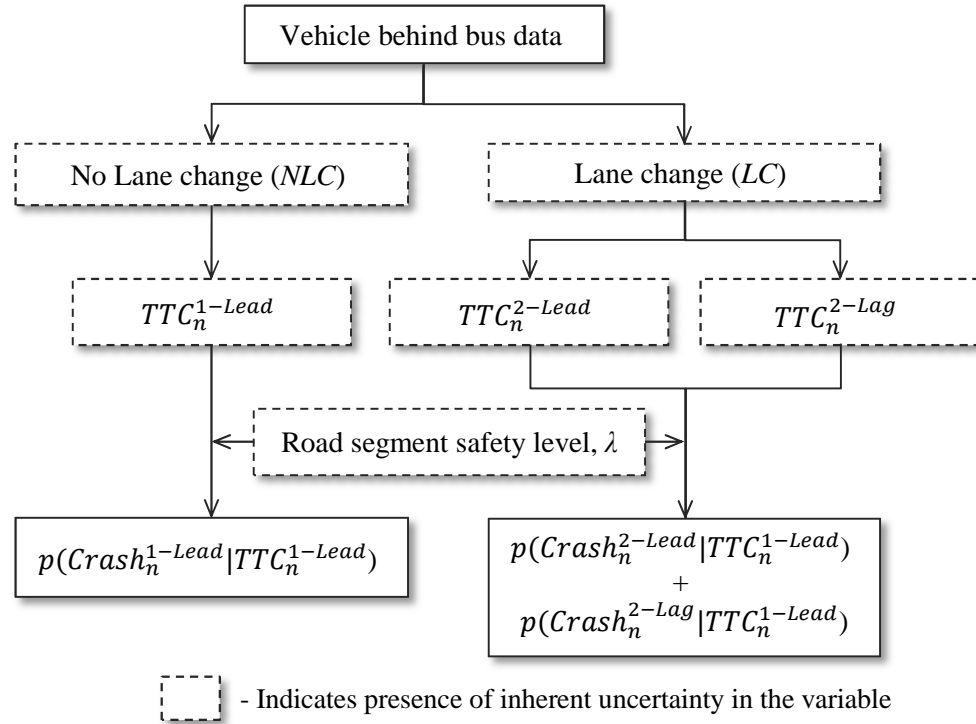 Vehicle behind bus data
No Lane change (NLC)
Lane change (LC)
$TTC_n^{1-Lead}$
$TTC_n^{2-Lead}$
$TTC_n^{2-Lag}$
Road segment safety level, λ
$p(Crash_n^{1-Lead}|TTC_n^{1-Lead})$
$p(Crash_n^{2-Lead}|TTC_n^{1-Lead})$
+
$p(Crash_n^{2-Lag}|TTC_n^{1-Lead})$
- Indicates presence of inherent uncertainty in the variable